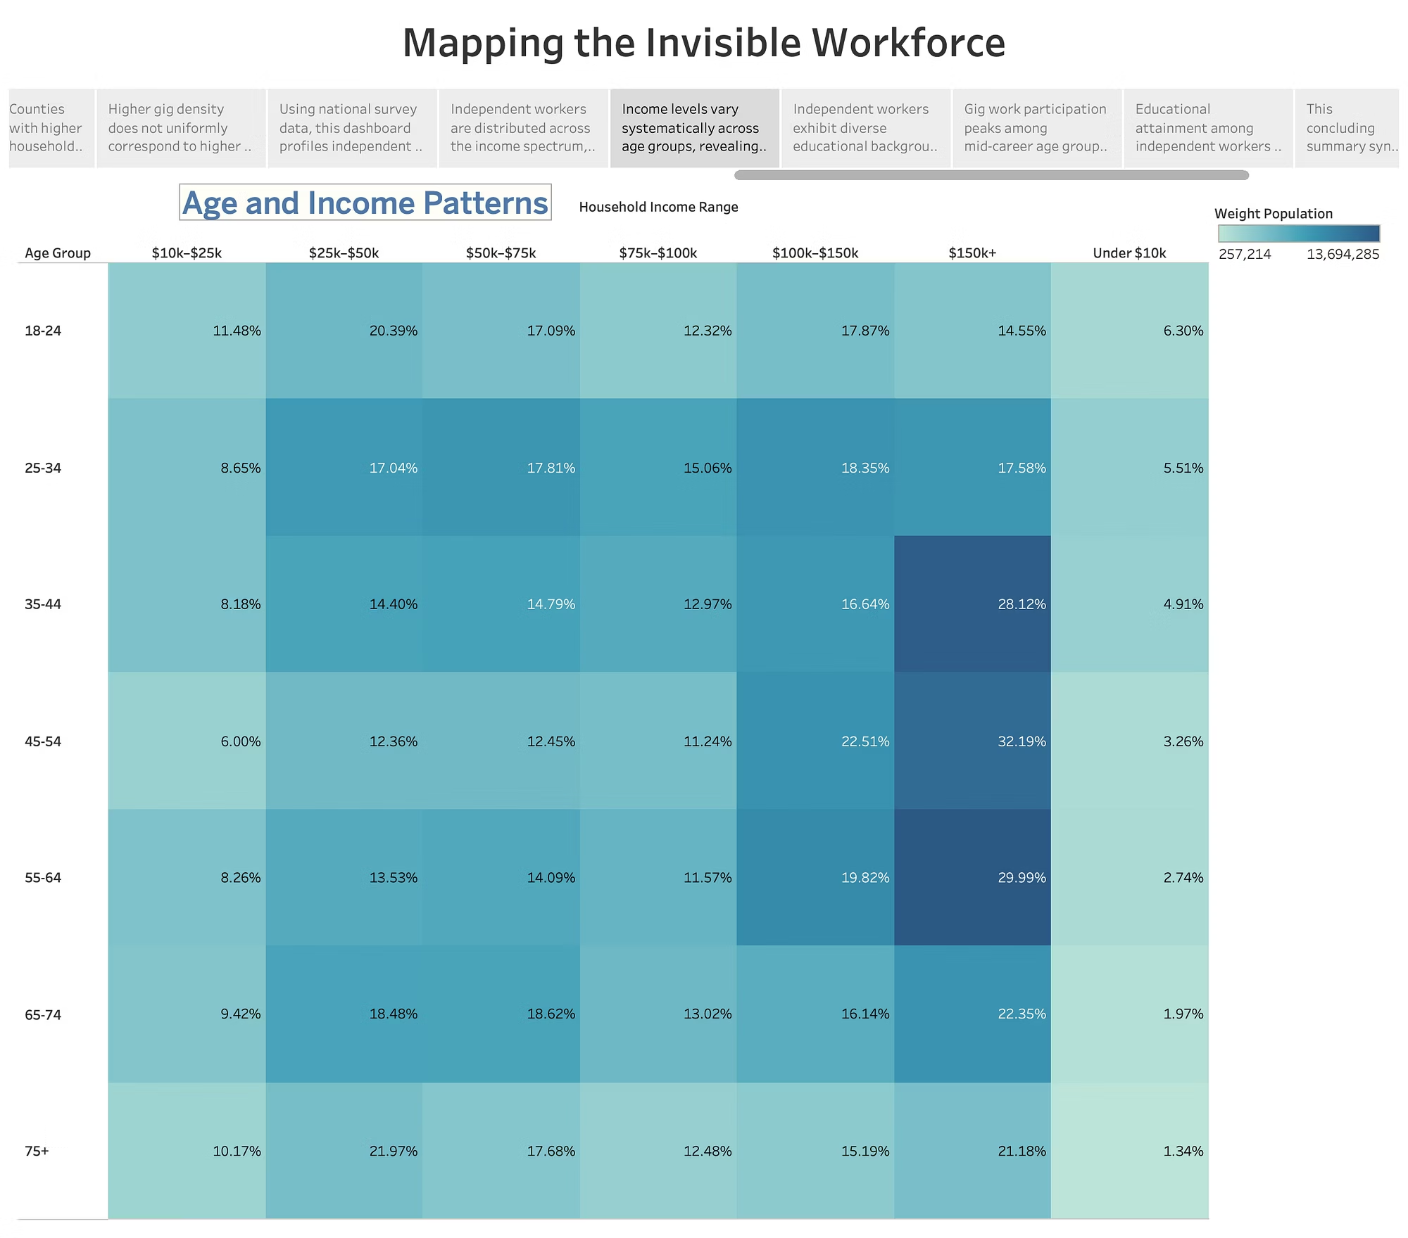 Mapping the Invisible Workforce
Counties
with higher
household..
Higher gig density
does not uniformly
correspond to higher ..
Using national survey
data, this dashboard
profiles independent ..
Independent workers
are distributed across
the income spectrum,..
Income levels vary
systematically across
age groups, revealing..
Independent workers
exhibit diverse
educational backgrou..
Gig work participation
peaks among
mid-career age group..
Educational
attainment among
independent workers ..
This
concluding
summary syn..
Age and Income Patterns
Household Income Range
Weight Population
257,214 13,694,285
Age Group $10k–$25k $25k–$50k $50k–$75k $75k–$100k $100k–$150k $150k+ Under $10k
18-24 11.48% 20.39% 17.09% 12.32% 17.87% 14.55% 6.30%
25-34 8.65% 17.04% 17.81% 15.06% 18.35% 17.58% 5.51%
35-44 8.18% 14.40% 14.79% 12.97% 16.64% 28.12% 4.91%
45-54 6.00% 12.36% 12.45% 11.24% 22.51% 32.19% 3.26%
55-64 8.26% 13.53% 14.09% 11.57% 19.82% 29.99% 2.74%
65-74 9.42% 18.48% 18.62% 13.02% 16.14% 22.35% 1.97%
75+ 10.17% 21.97% 17.68% 12.48% 15.19% 21.18% 1.34%